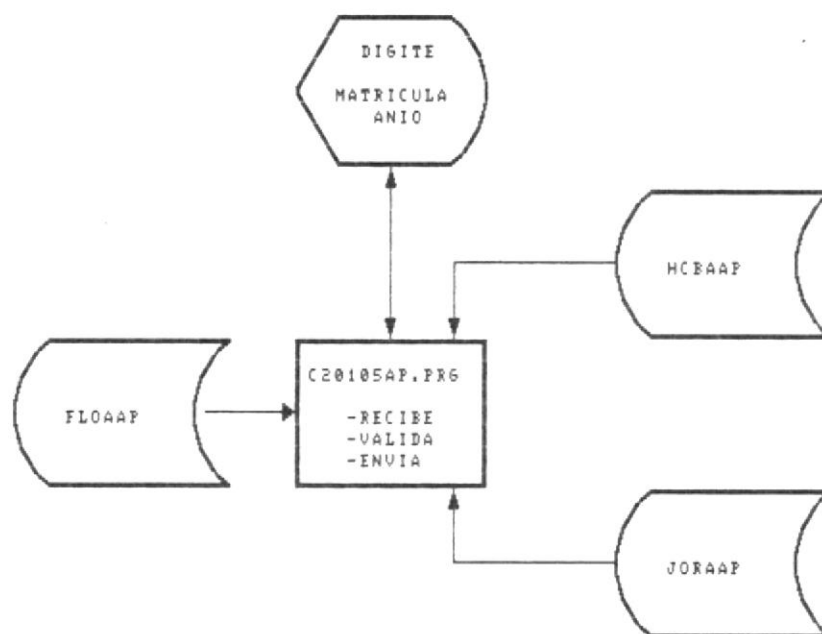 DIGITE
MATRICULA
ANIO
HCBAAP
C20105AP.PRG
FLOAAP
-RECIBE
-VALIDA
-ENVIA
JORAAP